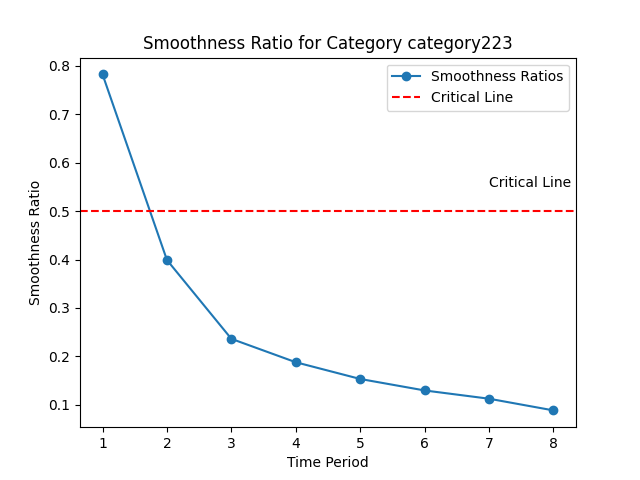 Smoothness Ratio for Category category223
Smoothness Ratios
Critical Line
Critical Line
Smoothness Ratio
0.8
0.7
0.6
0.5
0.4
0.3
0.2
0.1
1 2 3 4 5 6 7 8
Time Period